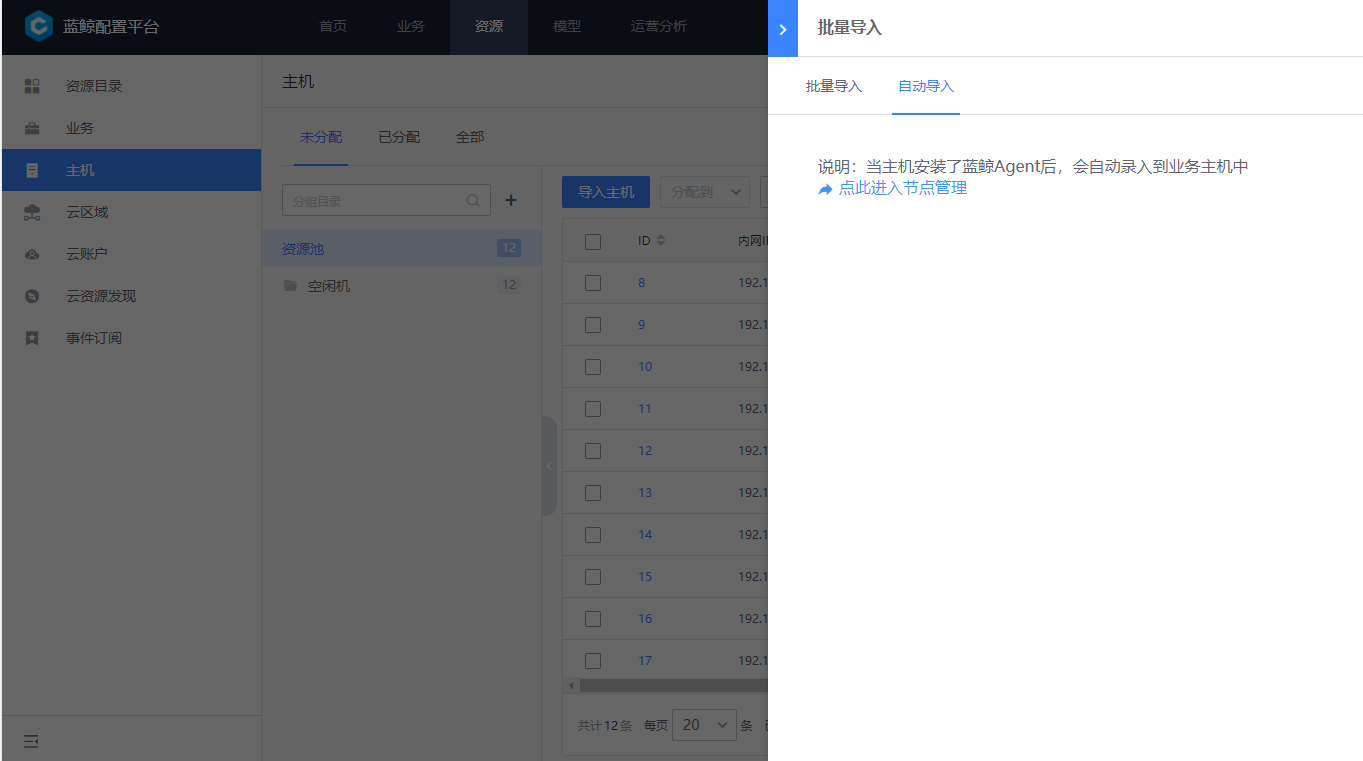 蓝鲸配置平台
首页 业务 资源 模型 运营分析
批量导入
资源目录
业务
主机
云区域
云账户
云资源发现
事件订阅
主机
未分配 已分配 全部
分组目录
资源池 12
空闲机 12
导入主机 分配到
ID 内网
8 192.1
9 192.1
10 192.1
11 192.1
12 192.1
13 192.1
14 192.1
15 192.1
16 192.1
17 192.1
共计12条 每页 20 条
批量导入 自动导入
说明：当主机安装了蓝鲸Agent后，会自动录入到业务主机中
点此进入节点管理